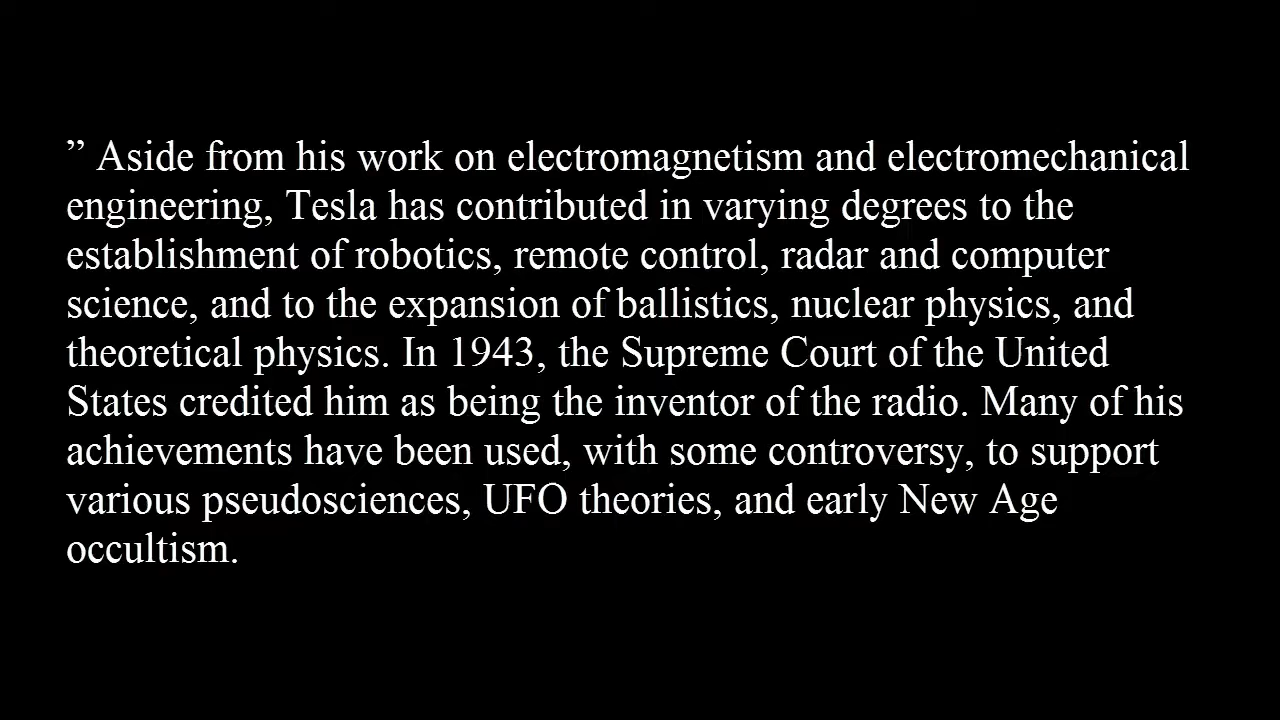 ” Aside from his work on electromagnetism and electromechanical
engineering, Tesla has contributed in varying degrees to the
establishment of robotics, remote control, radar and computer
science, and to the expansion of ballistics, nuclear physics, and
theoretical physics. In 1943, the Supreme Court of the United
States credited him as being the inventor of the radio. Many of his
achievements have been used, with some controversy, to support
various pseudosciences, UFO theories, and early New Age
occultism.